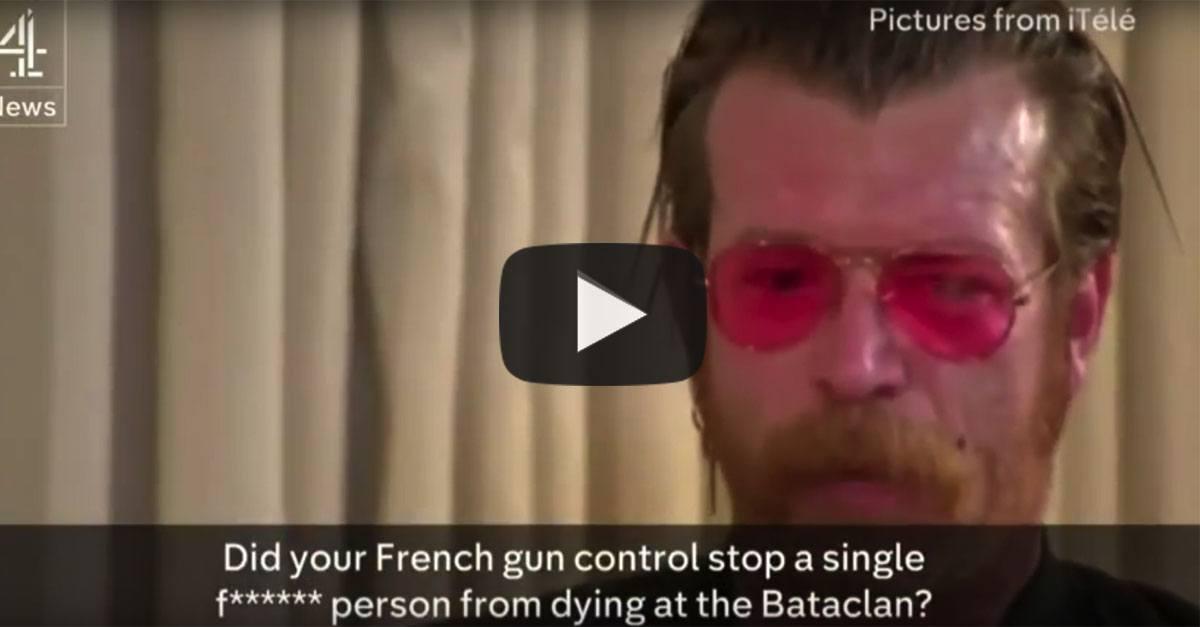 Pictures from iTélé
4
News
Did your French gun control stop a single
f****** person from dying at the Bataclan?